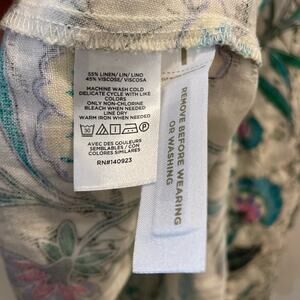 55% LINEN/ LIN/ LINO
45% VISCOSE/ VISCOSA
MACHINE WASH COLD
DELICATE CYCLE WITH LIKE
COLORS
ONLY NON-CHLORINE
BLEACH WHEN NEEDED
LINE DRY
WARM IRON WHEN NEEDED
AVEC DES COULEURS
SEMBLABLES / CON
COLORES SIMILARES
RN#140923
REMOVE BEFORE WEARING
OR WASHING